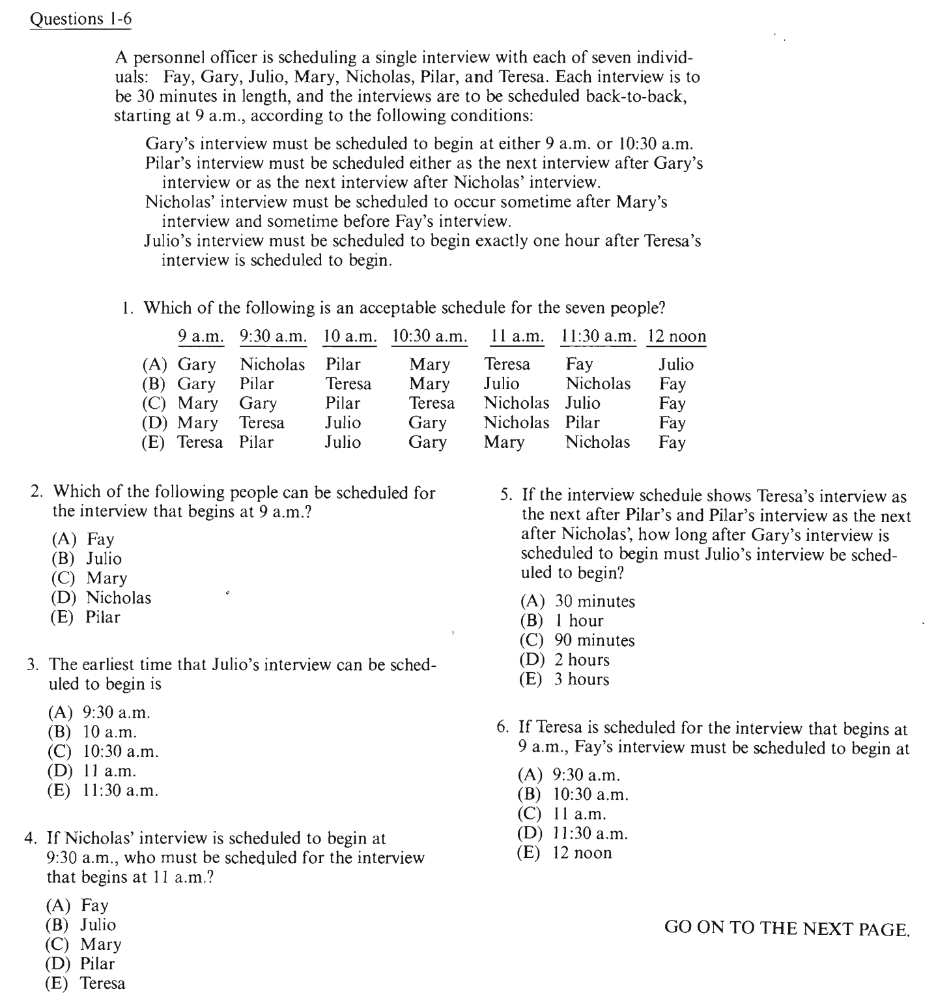 Questions 1-6
A personnel officer is scheduling a single interview with each of seven individ-
uals: Fay, Gary, Julio, Mary, Nicholas, Pilar, and Teresa. Each interview is to
be 30 minutes in length, and the interviews are to be scheduled back-to-back,
starting at 9 a.m., according to the following conditions:
Gary's interview must be scheduled to begin at either 9 a.m. or 10:30 a.m.
Pilar's interview must be scheduled either as the next interview after Gary's
interview or as the next interview after Nicholas' interview.
Nicholas' interview must be scheduled to occur sometime after Mary's
interview and sometime before Fay's interview.
Julio's interview must be scheduled to begin exactly one hour after Teresa's
interview is scheduled to begin.
1. Which of the following is an acceptable schedule for the seven people?
9 a.m. 9:30 a.m. 10 a.m. 10:30 a.m. 11 a.m. 11:30 a.m. 12 noon
(A) Gary Nicholas Pilar Mary Teresa Fay Julio
(B) Gary Pilar Teresa Mary Julio Nicholas Fay
(C) Mary Gary Pilar Teresa Nicholas Julio Fay
(D) Mary Teresa Julio Gary Nicholas Pilar Fay
(E) Teresa Pilar Julio Gary Mary Nicholas Fay
2. Which of the following people can be scheduled for
the interview that begins at 9 a.m.?
(A) Fay
(B) Julio
(C) Mary
(D) Nicholas
(E) Pilar
3. The earliest time that Julio's interview can be sched-
uled to begin is
(A) 9:30 a.m.
(B) 10 a.m.
(C) 10:30 a.m.
(D) 11 a.m.
(E) 11:30 a.m.
4. If Nicholas' interview is scheduled to begin at
9:30 a.m., who must be scheduled for the interview
that begins at 11 a.m.?
(A) Fay
(B) Julio
(C) Mary
(D) Pilar
(E) Teresa
5. If the interview schedule shows Teresa's interview as
the next after Pilar's and Pilar's interview as the next
after Nicholas', how long after Gary's interview is
scheduled to begin must Julio's interview be sched-
uled to begin?
(A) 30 minutes
(B) 1 hour
(C) 90 minutes
(D) 2 hours
(E) 3 hours
6. If Teresa is scheduled for the interview that begins at
9 a.m., Fay's interview must be scheduled to begin at
(A) 9:30 a.m.
(B) 10:30 a.m.
(C) 11 a.m.
(D) 11:30 a.m.
(E) 12 noon
GO ON TO THE NEXT PAGE.